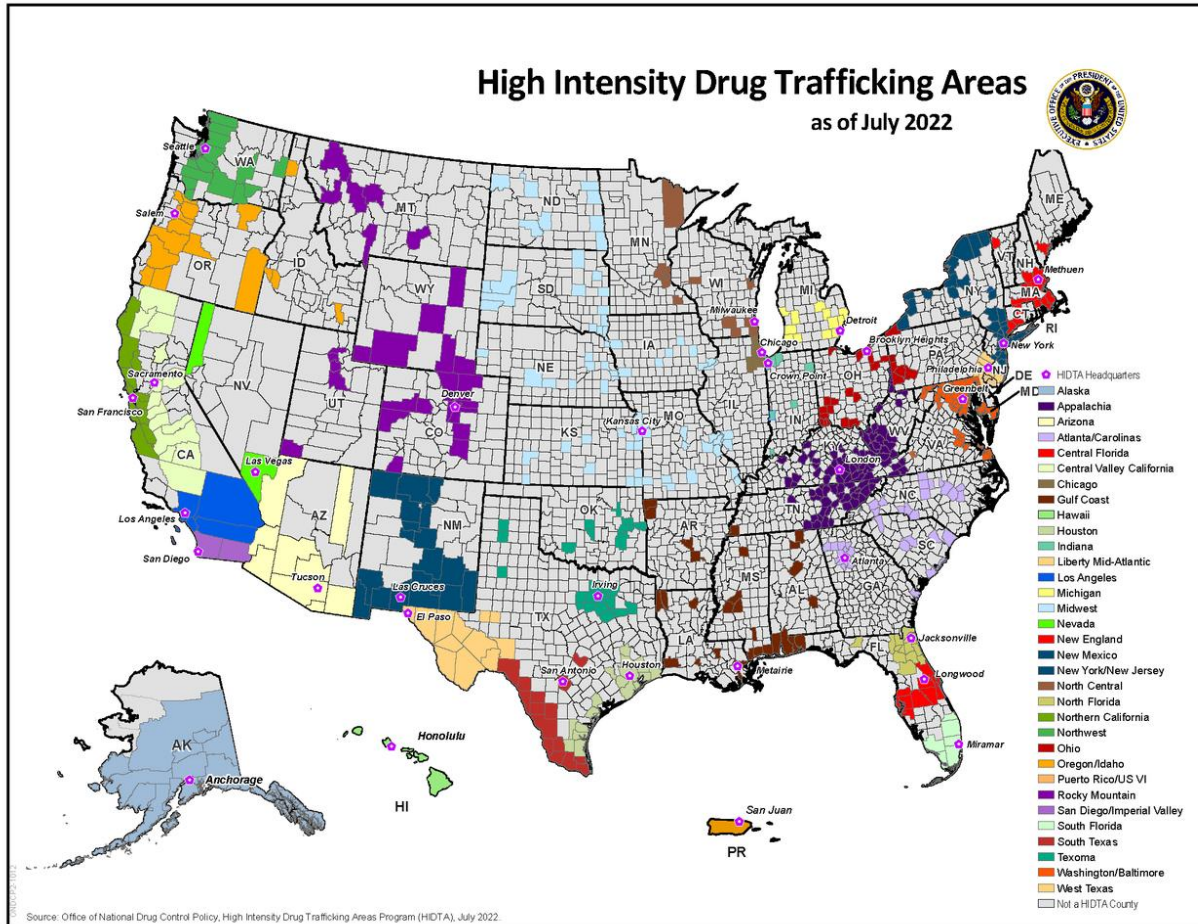 High Intensity Drug Trafficking Areas
as of July 2022
EXECUTIVE OFFICE OF THE PRESIDENT OF THE UNITED STATES
Seattle
WA
Salem
OR
ID
MT
WY
ND
SD
MN
WI
MI
NE
IA
Milwaukee
Chicago
Crown Point
Detroit
Brooklyn Heights
ME
VT
NH
Methuen
MA
CT
RI
NY
New York
PA
Philadelphia
NJ
DE
Greenbelt
MD
Sacramento
San Francisco
CA
NV
UT
Denver
CO
KS
Kansas City
MO
IL
IN
OH
KY
London
WV
VA
Las Vegas
Los Angeles
San Diego
AZ
Tucson
NM
Las Cruces
El Paso
OK
AR
TN
NC
SC
Irving
TX
MS
AL
GA
Atlanta
LA
San Antonio
Houston
Metairie
FL
Jacksonville
Longwood
Miramar
AK
Anchorage
Honolulu
HI
San Juan
PR
HIDTA Headquarters
Alaska
Appalachia
Arizona
Atlanta/Carolinas
Central Florida
Central Valley California
Chicago
Gulf Coast
Hawaii
Houston
Indiana
Liberty Mid-Atlantic
Los Angeles
Michigan
Midwest
Nevada
New England
New Mexico
New York/New Jersey
North Central
North Florida
Northern California
Northwest
Ohio
Oregon/Idaho
Puerto Rico/US VI
Rocky Mountain
San Diego/Imperial Valley
South Florida
South Texas
Texoma
Washington/Baltimore
West Texas
Not a HIDTA County
Source: Office of National Drug Control Policy, High Intensity Drug Trafficking Areas Program (HIDTA), July 2022.